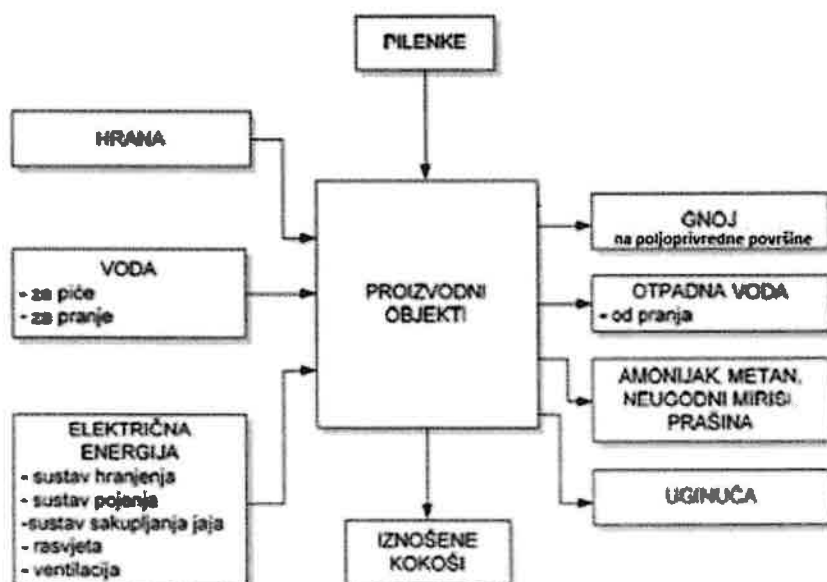 PILENKE
HRANA
VODA
- za piće
- za pranje
ELEKTRIČNA
ENERGIJA
- sustav hranjenja
- sustav pojenja
-sustav sakupljanja jaja
- rasvjeta
- ventilacija
PROIZVODNI
OBJEKTI
IZNOŠENE
KOKOŠI
GNOJ
na poljoprivredne površine
OTPADNA VODA
- od pranja
AMONIJAK, METAN,
NEUGODNI MIRISI,
PRAŠINA
UGINUĆA